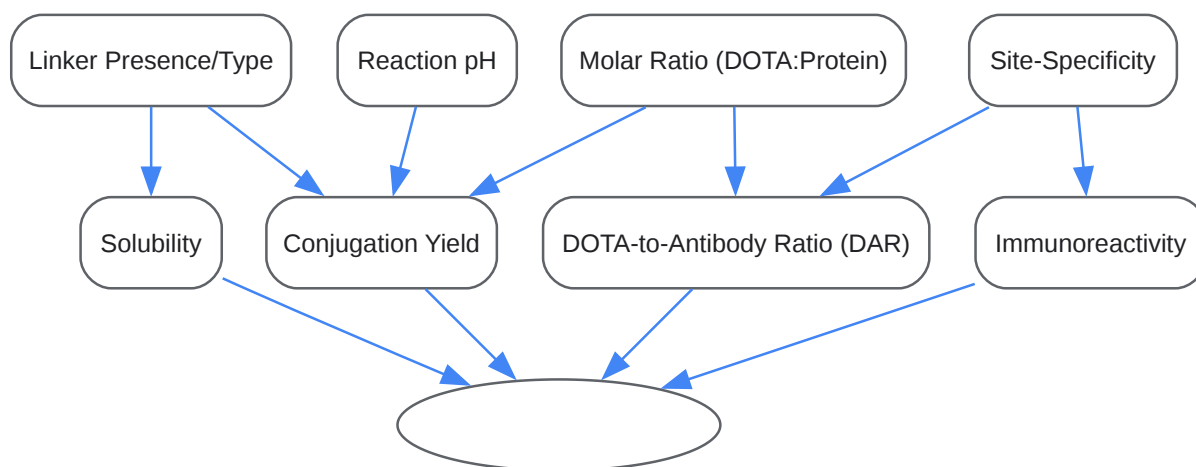 Linker Presence/Type
Reaction pH
Molar Ratio (DOTA:Protein)
Site-Specificity
Solubility
Conjugation Yield
DOTA-to-Antibody Ratio (DAR)
Immunoreactivity